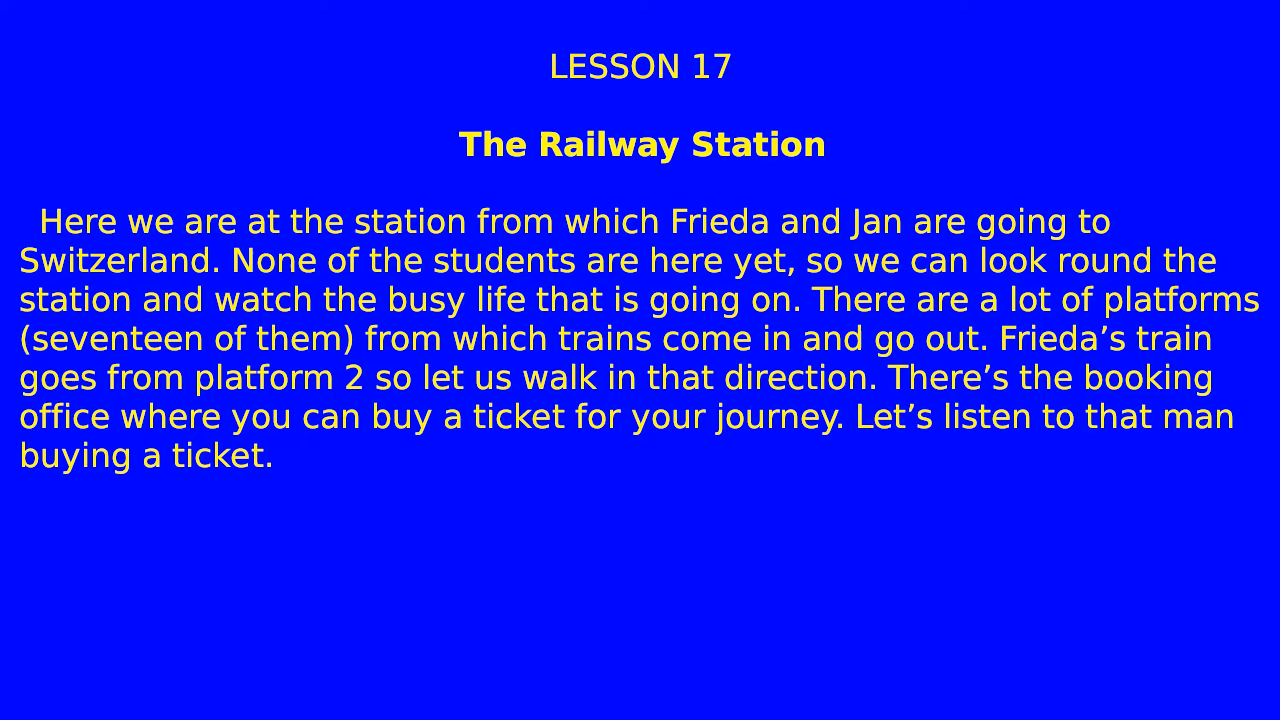 LESSON 17
The Railway Station
Here we are at the station from which Frieda and Jan are going to
Switzerland. None of the students are here yet, so we can look round the
station and watch the busy life that is going on. There are a lot of platforms
(seventeen of them) from which trains come in and go out. Frieda’s train
goes from platform 2 so let us walk in that direction. There’s the booking
office where you can buy a ticket for your journey. Let’s listen to that man
buying a ticket.